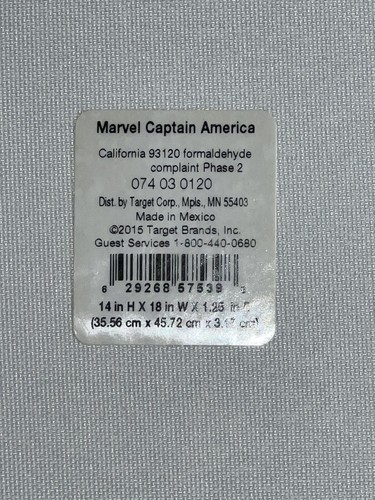 Marvel Captain America
California 93120 formaldehyde
complaint Phase 2
074 03 0120
Dist. by Target Corp., Mpls., MN 55403
Made in Mexico
©2015 Target Brands, Inc.
Guest Services 1-800-440-0680
6 29268 57539
14 in H X 18 in W X 1.25 in
(35.56 cm x 45.72 cm x 3.17 cm)